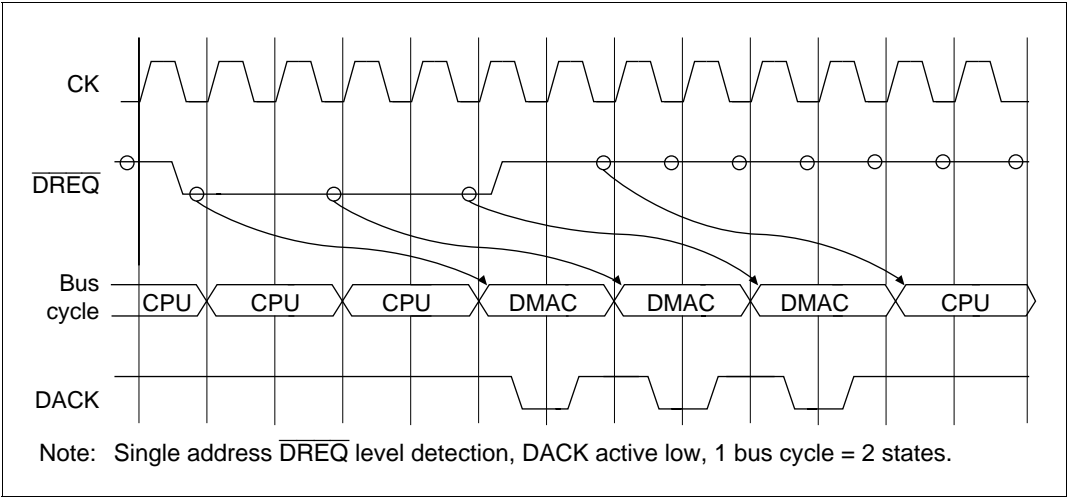 CK
DREQ
Bus
cycle
CPU CPU CPU DMAC DMAC DMAC CPU
DACK
Note: Single address DREQ level detection, DACK active low, 1 bus cycle = 2 states.